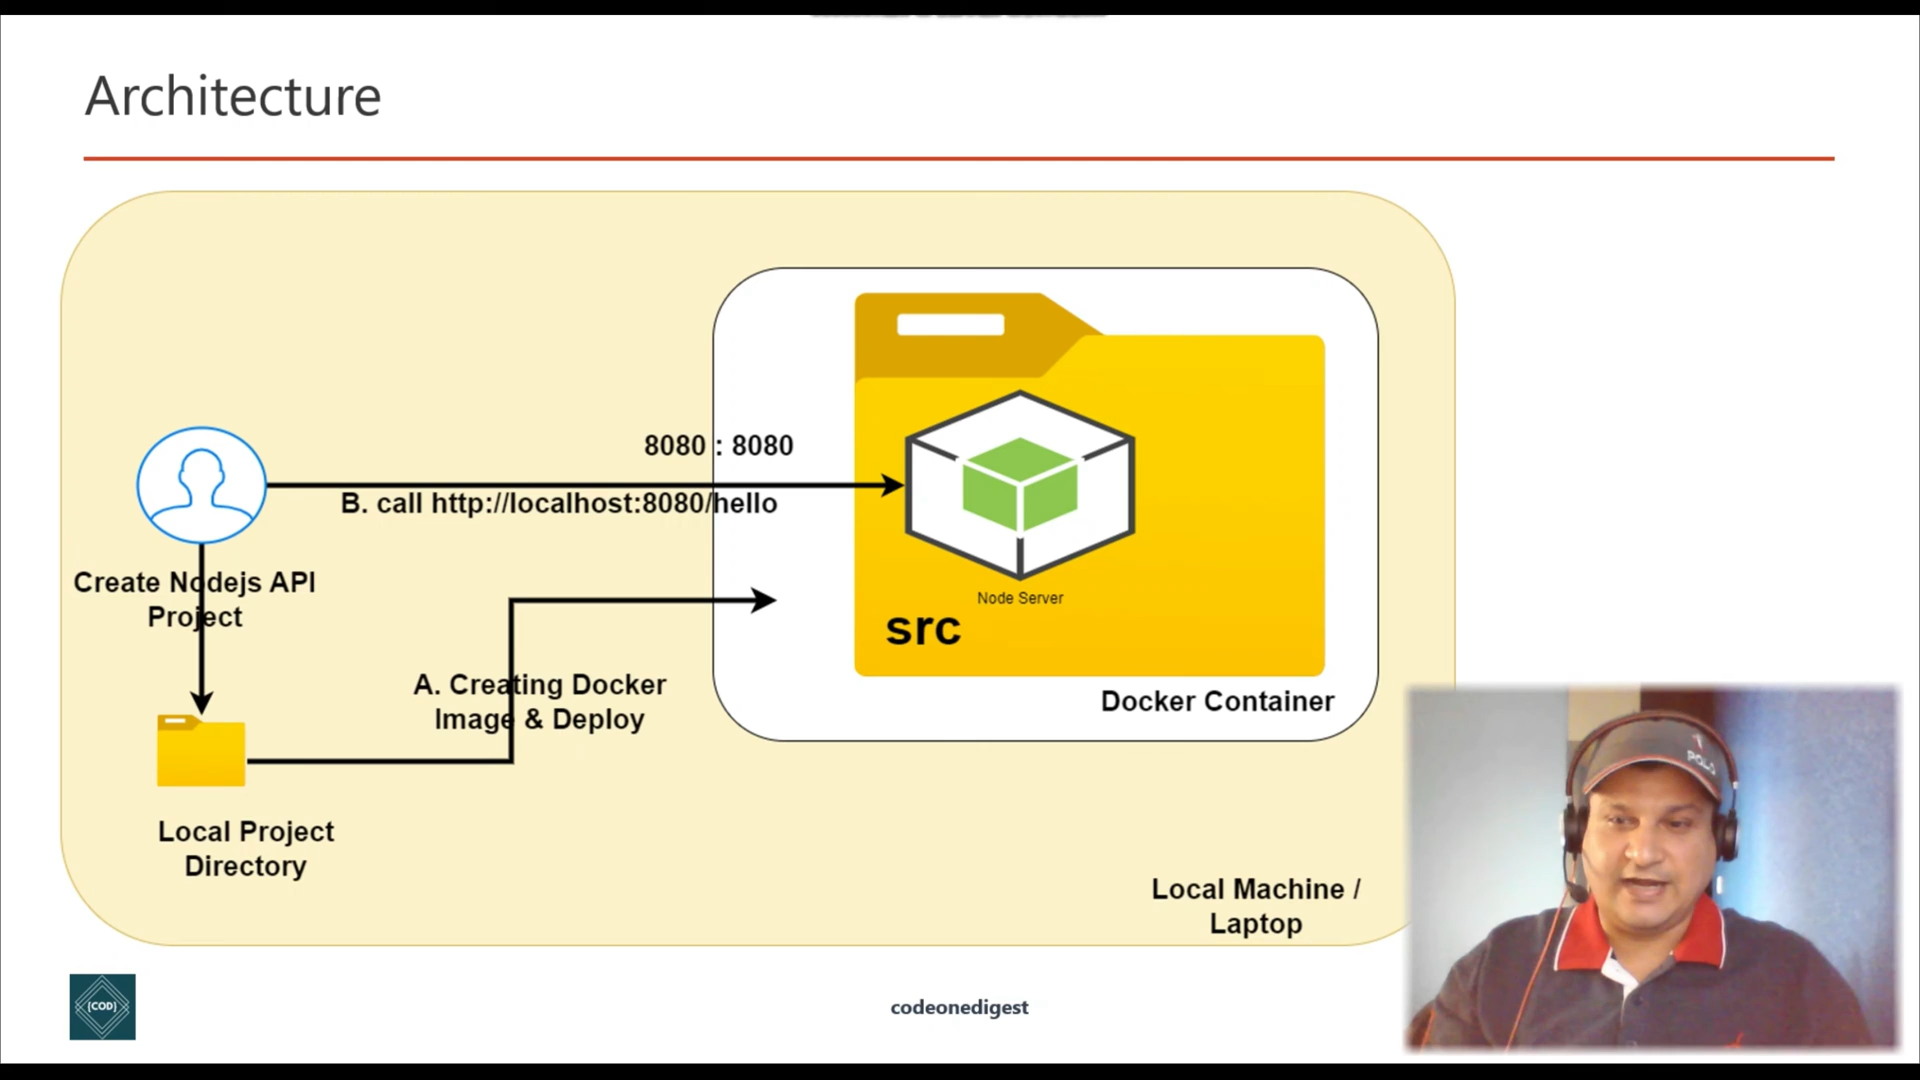 Architecture
8080 : 8080
B. call http://localhost:8080/hello
Create Nodejs API
Project
Node Server
src
A. Creating Docker
Image & Deploy
Docker Container
Local Project
Directory
Local Machine /
Laptop
POLO
{COD}
codeonedigest